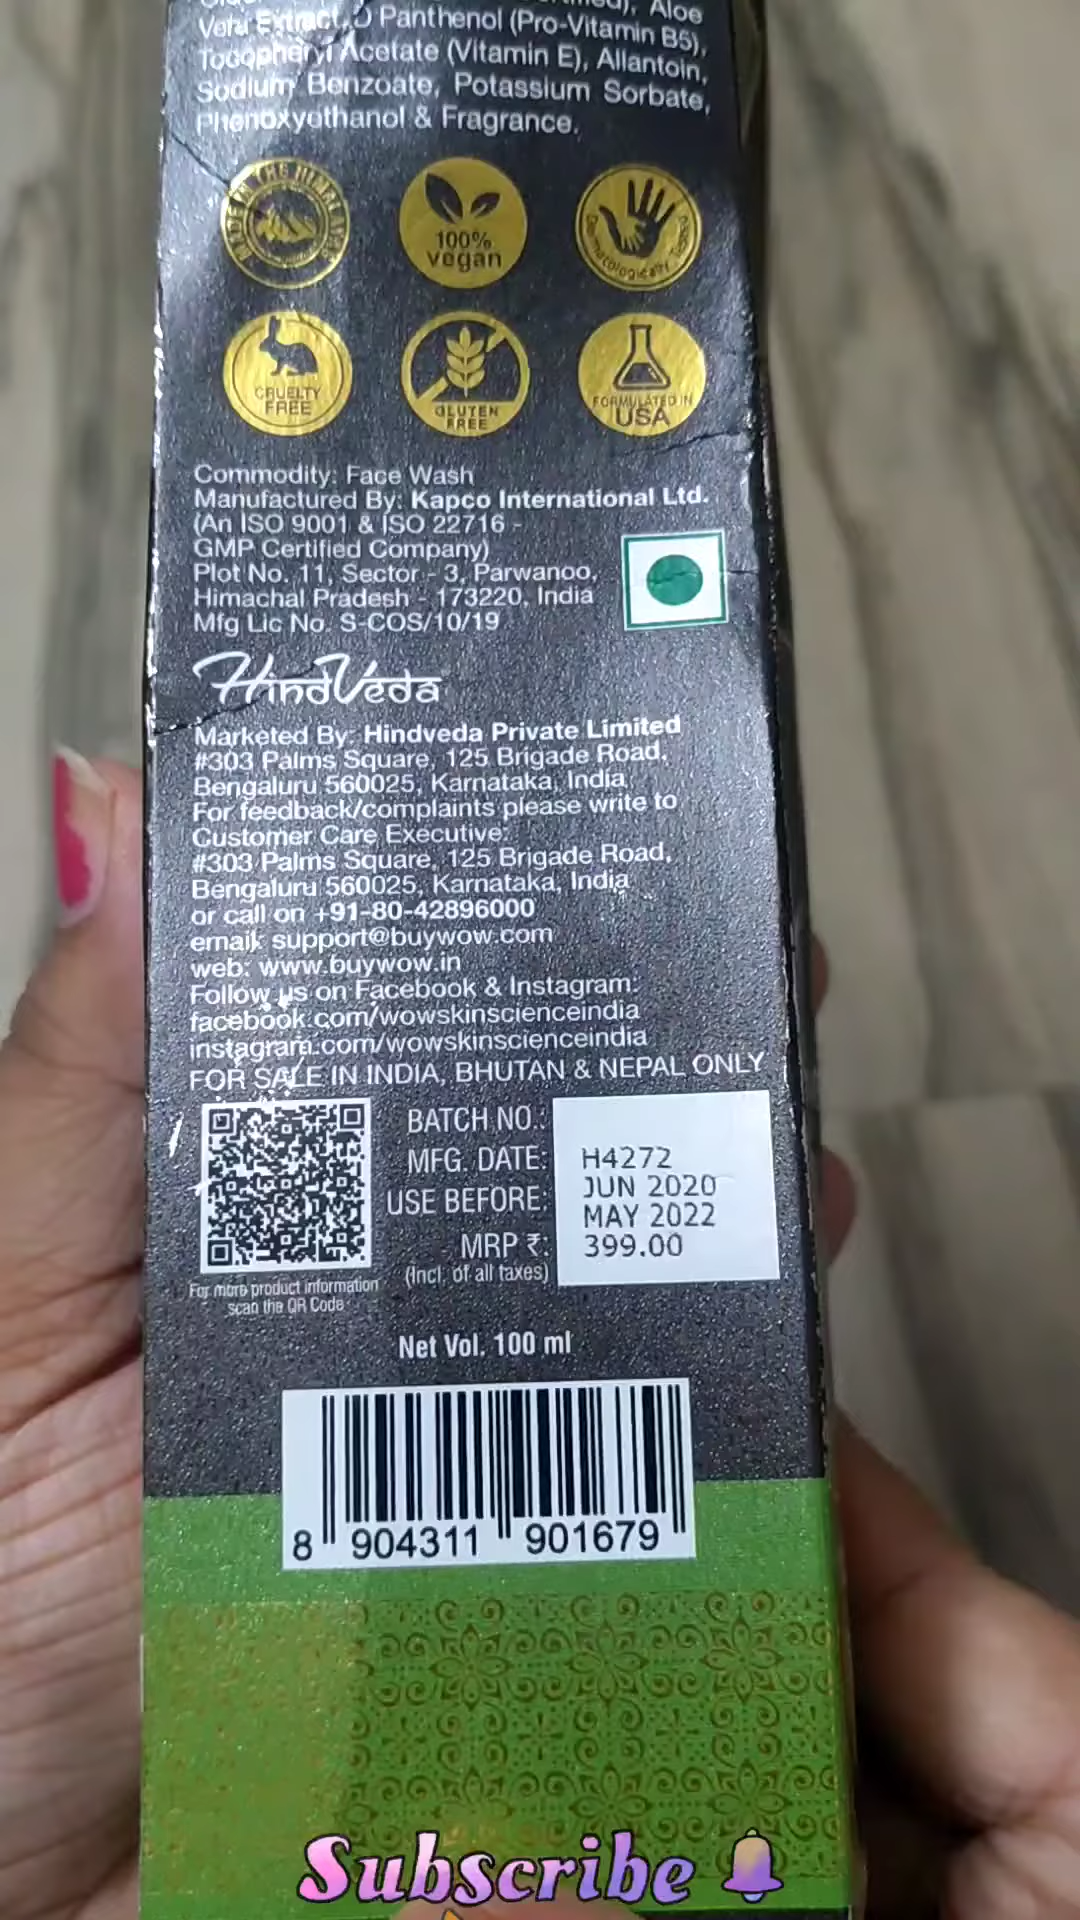 Aloe
Vera Extract, D Panthenol (Pro-Vitamin B5),
Tocopheryl Acetate (Vitamin E), Allantoin,
Sodium Benzoate, Potassium Sorbate,
Phenoxyethanol & Fragrance.
MADE IN THE HIMALAYAS
100%
vegan
Dermatologically Tested
CRUELTY
FREE
GLUTEN
FREE
FORMULATED IN
USA
Commodity: Face Wash
Manufactured By: Kapco International Ltd.
(An ISO 9001 & ISO 22716 -
GMP Certified Company)
Plot No. 11, Sector - 3, Parwanoo,
Himachal Pradesh - 173220, India
Mfg Lic No. S-COS/10/19
HindVeda
Marketed By: Hindveda Private Limited
#303 Palms Square, 125 Brigade Road,
Bengaluru 560025, Karnataka, India
For feedback/complaints please write to
Customer Care Executive:
#303 Palms Square, 125 Brigade Road,
Bengaluru 560025, Karnataka, India
or call on +91-80-42896000
email: support@buywow.com
web: www.buywow.in
Follow us on Facebook & Instagram:
facebook.com/wowskinscienceindia
instagram.com/wowskinscienceindia
FOR SALE IN INDIA, BHUTAN & NEPAL ONLY
BATCH NO.: H4272
MFG. DATE: JUN 2020
USE BEFORE: MAY 2022
MRP ₹: 399.00
(Incl. of all taxes)
For more product information
scan the QR Code
Net Vol. 100 ml
8 904311 901679
Subscribe